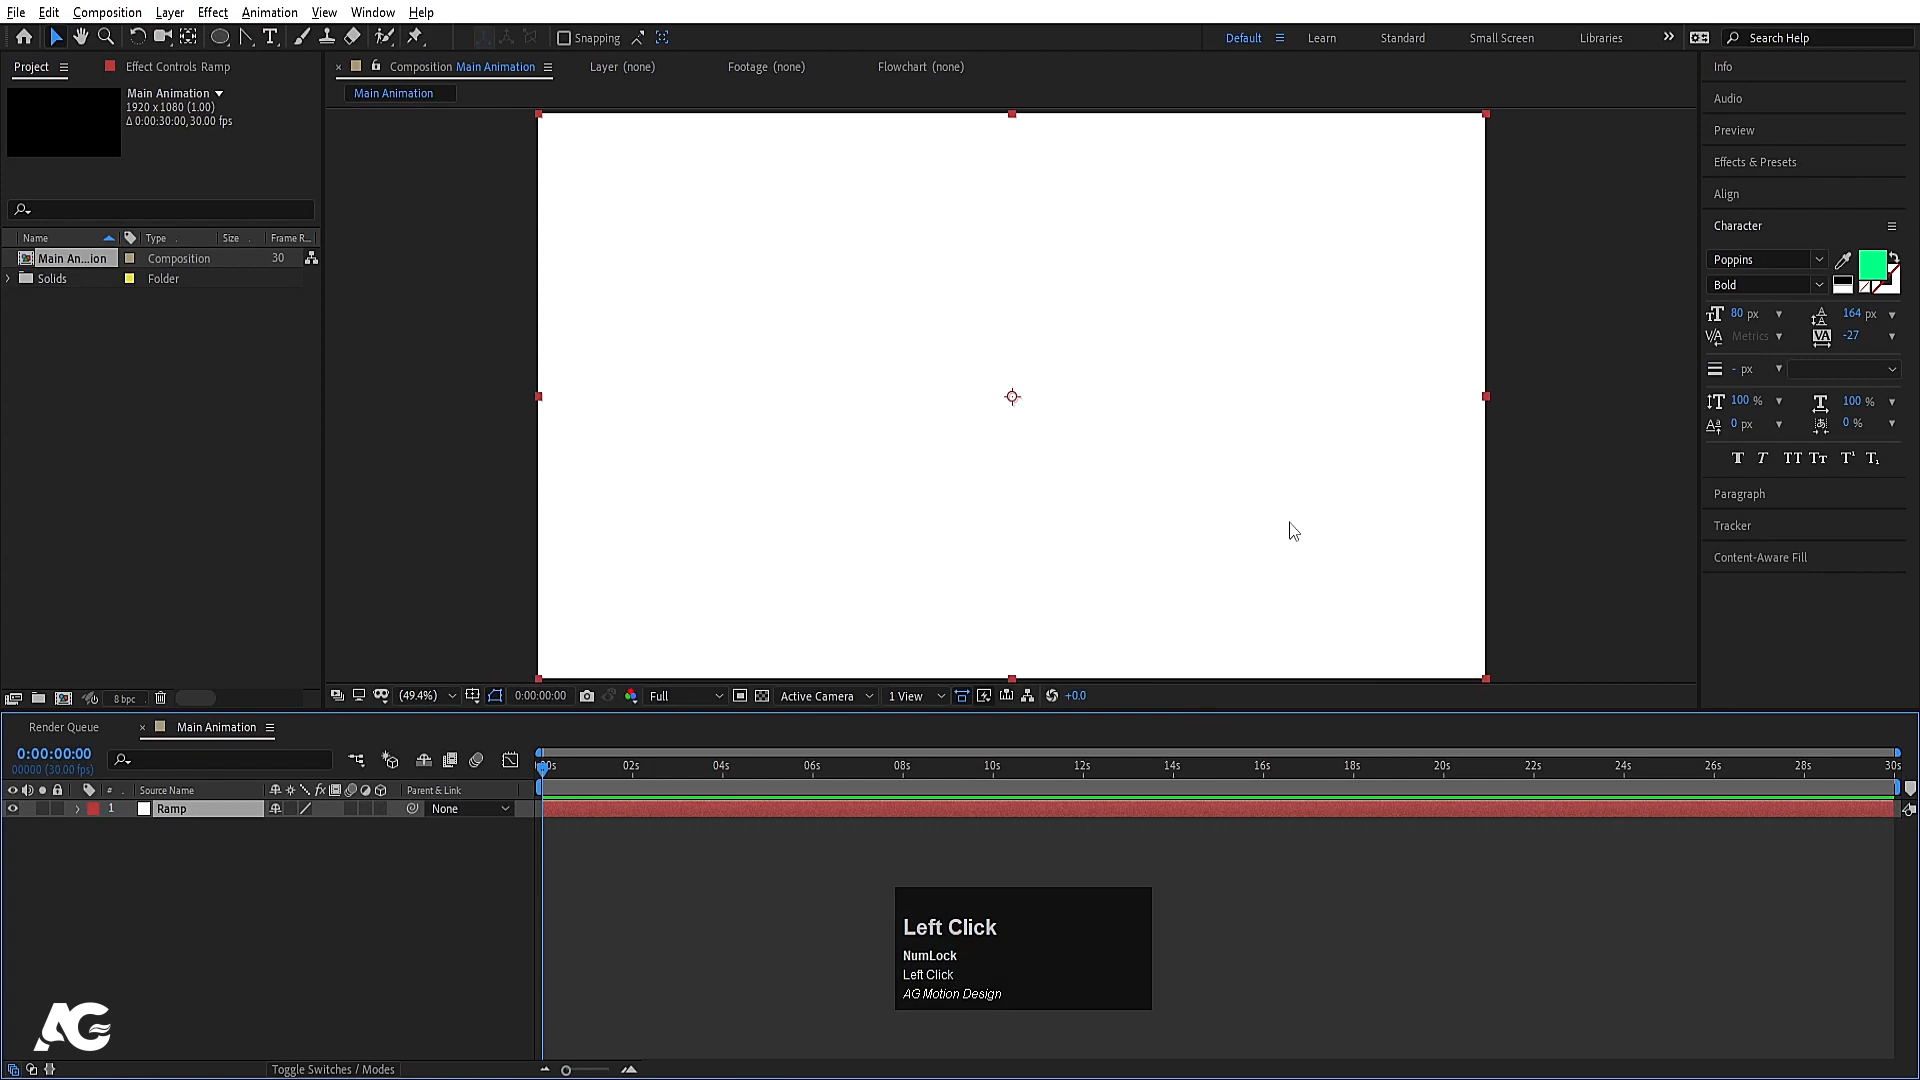 File Edit Composition Layer Effect Animation View Window Help
Snapping Default Learn Standard Small Screen Libraries Search Help
Project Effect Controls Ramp
Composition Main Animation Layer (none) Footage (none) Flowchart (none)
Main Animation
Main Animation
1920 x 1080 (1.00)
Δ 0:00:30:00, 30.00 fps
Name Type Size Frame R...
Main An...ion Composition 30
Solids Folder
8 bpc
(49.4%) 0:00:00:00 Full Active Camera 1 View +0.0
Info
Audio
Preview
Effects & Presets
Align
Character
Poppins
Bold
80 px 164 px
Metrics -27
- px
100 % 100 %
0 px 0 %
Paragraph
Tracker
Content-Aware Fill
Render Queue Main Animation
0:00:00:00
00000 (30.00 fps)
02s 04s 06s 08s 10s 12s 14s 16s 18s 20s 22s 24s 26s 28s 30s
# Source Name Parent & Link
1 Ramp None
Left Click
NumLock
Left Click
AG Motion Design
AG
Toggle Switches / Modes